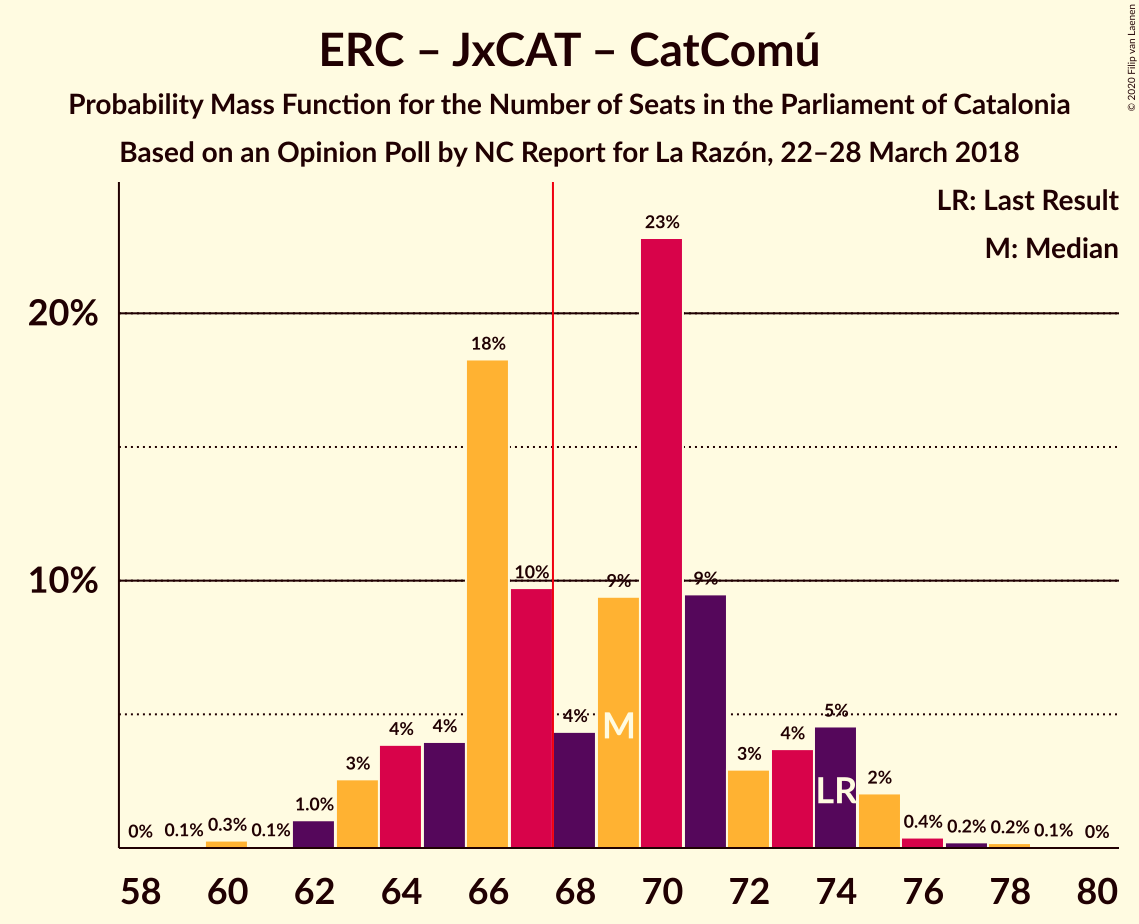 ERC – JxCAT – CatComú
Probability Mass Function for the Number of Seats in the Parliament of Catalonia
Based on an Opinion Poll by NC Report for La Razón, 22–28 March 2018
© 2020 Filip van Laenen
LR: Last Result
M: Median
20%
10%
0%
0.1%
0.3%
0.1%
1.0%
3%
4%
4%
18%
10%
4%
9%
23%
9%
3%
4%
5%
2%
0.4%
0.2%
0.2%
0.1%
0%
M
LR
58 60 62 64 66 68 70 72 74 76 78 80